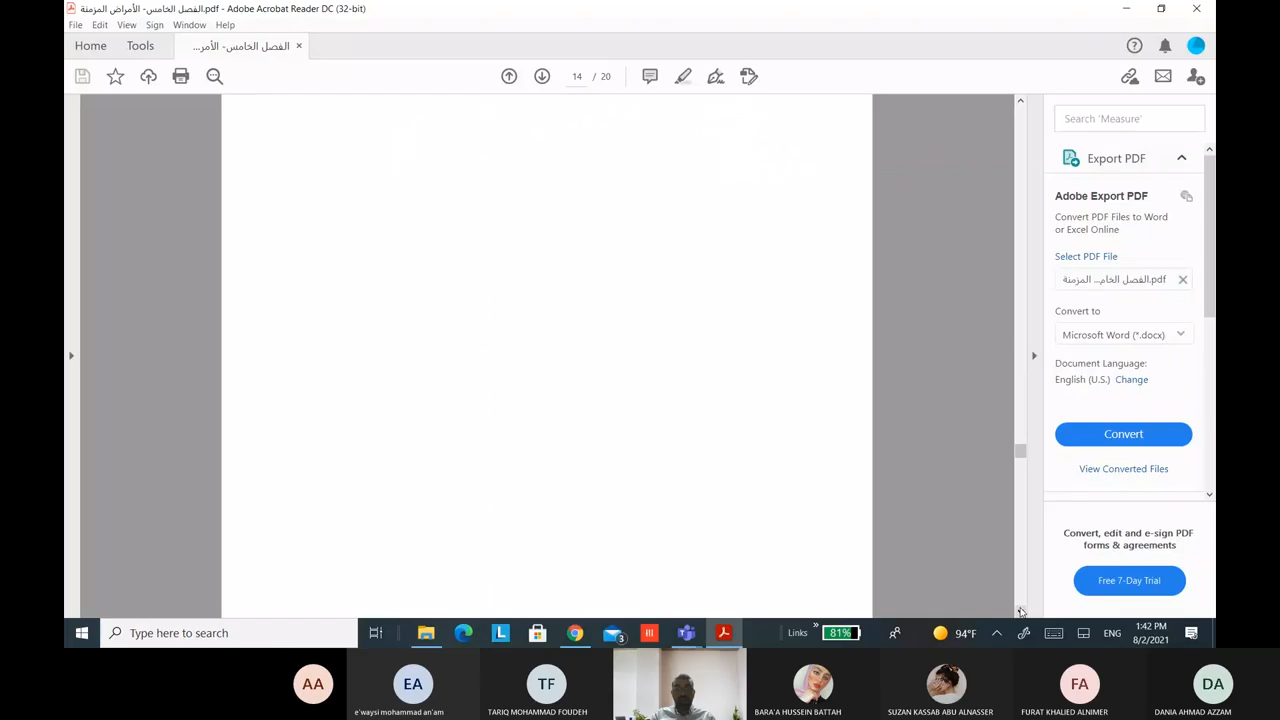 الفصل الخامس- الأمراض المزمنة.pdf - Adobe Acrobat Reader DC (32-bit)
File Edit View Sign Window Help
Home Tools الفصل الخامس- الأمر...
14 / 20
Search 'Measure'
Export PDF
Adobe Export PDF
Convert PDF Files to Word
or Excel Online
Select PDF File
الفصل الخام... المزمنة.pdf
Convert to
Microsoft Word (*.docx)
Document Language:
English (U.S.) Change
Convert
View Converted Files
Convert, edit and e-sign PDF
forms & agreements
Free 7-Day Trial
Type here to search
L
3
Links
81%
94°F
ENG
1:42 PM
8/2/2021
AA
EA
TF
FA
DA
e'waysi mohammad an'am
TARIQ MOHAMMAD FOUDEH
BARA'A HUSSEIN BATTAH
SUZAN KASSAB ABU ALNASSER
FURAT KHALIED ALNIMER
DANIA AHMAD AZZAM